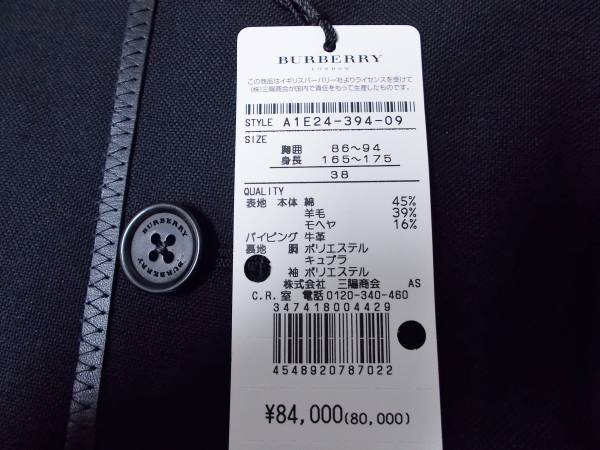 BURBERRY
LONDON
この商品はイギリスバーバリー社よりライセンスを受けて
(株)三陽商会が国内で責任をもって生産したものです。
STYLE A1E24-394-09
SIZE
胸囲 86〜94
身長 165〜175
38
QUALITY
表地 本体 綿 45%
羊毛 39%
モヘヤ 16%
パイピング 牛革
裏地 胴 ポリエステル
キュプラ
袖 ポリエステル
株式会社 三陽商会 AS
C.R.室 電話0120-340-460
347418004429
4548920787022
¥84,000(80,000)
BURBERRY
BURBERRY